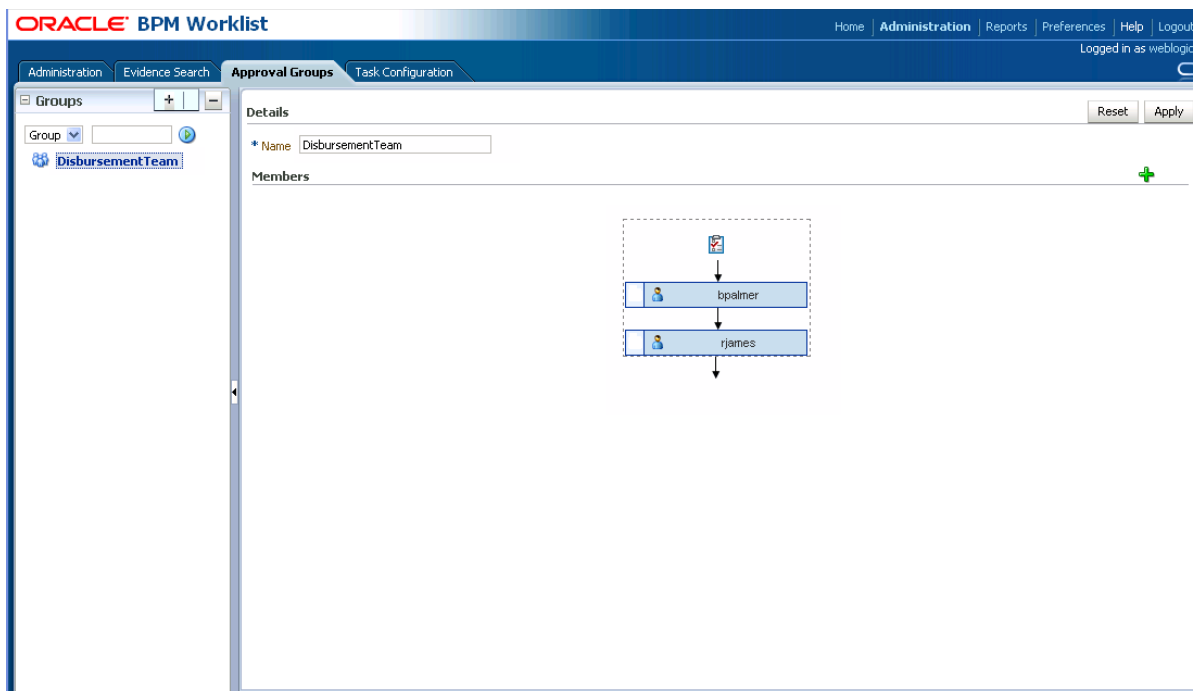 ORACLE BPM Worklist
Home Administration Reports Preferences Help Logout
Logged in as weblogic
Administration Evidence Search Approval Groups Task Configuration
Groups
Group
DisbursementTeam
Details
Reset Apply
* Name DisbursementTeam
Members
bpalmer
rjames